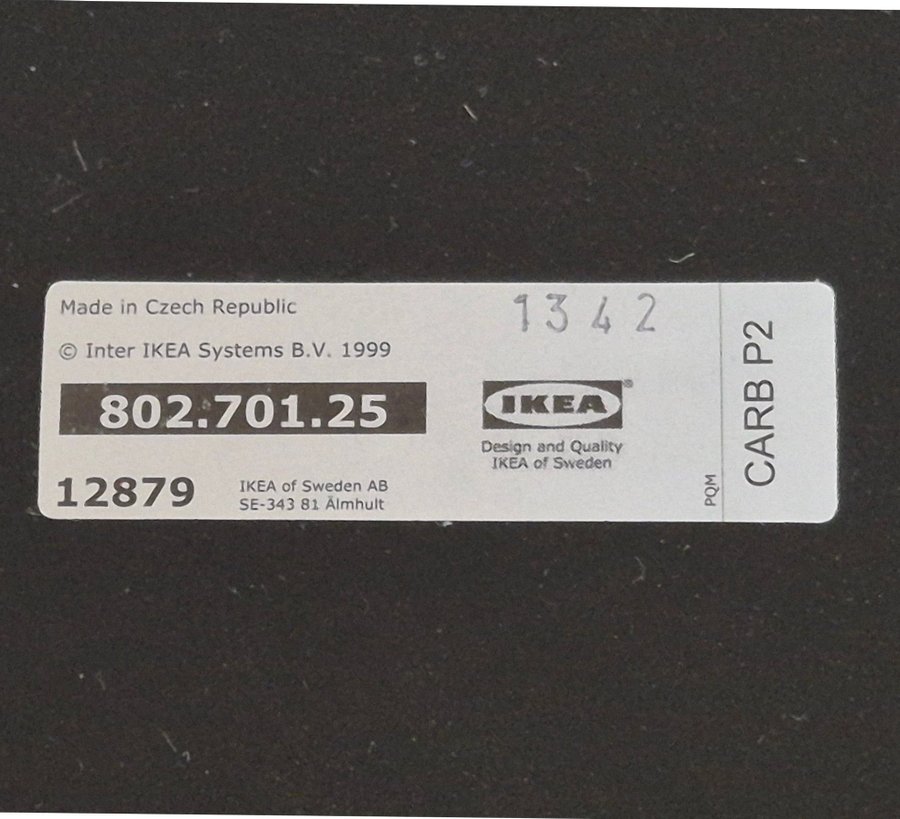 Made in Czech Republic
1342
© Inter IKEA Systems B.V. 1999
802.701.25
IKEA®
Design and Quality
IKEA of Sweden
12879
IKEA of Sweden AB
SE-343 81 Älmhult
PQM
CARB P2